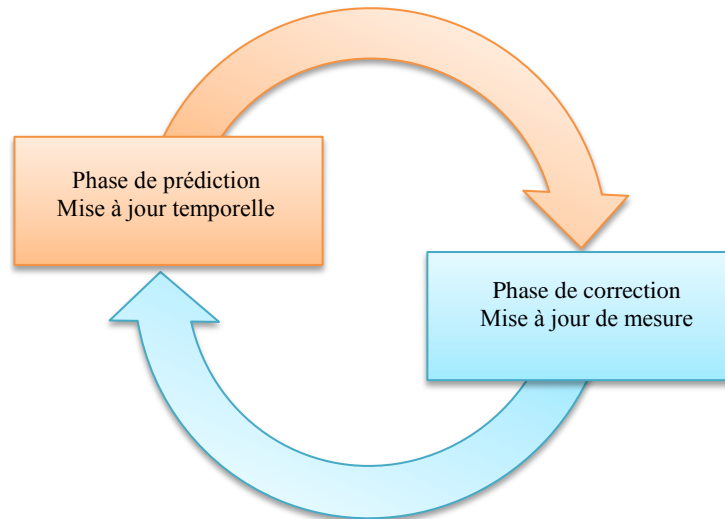 Phase de prédiction
Mise à jour temporelle
Phase de correction
Mise à jour de mesure